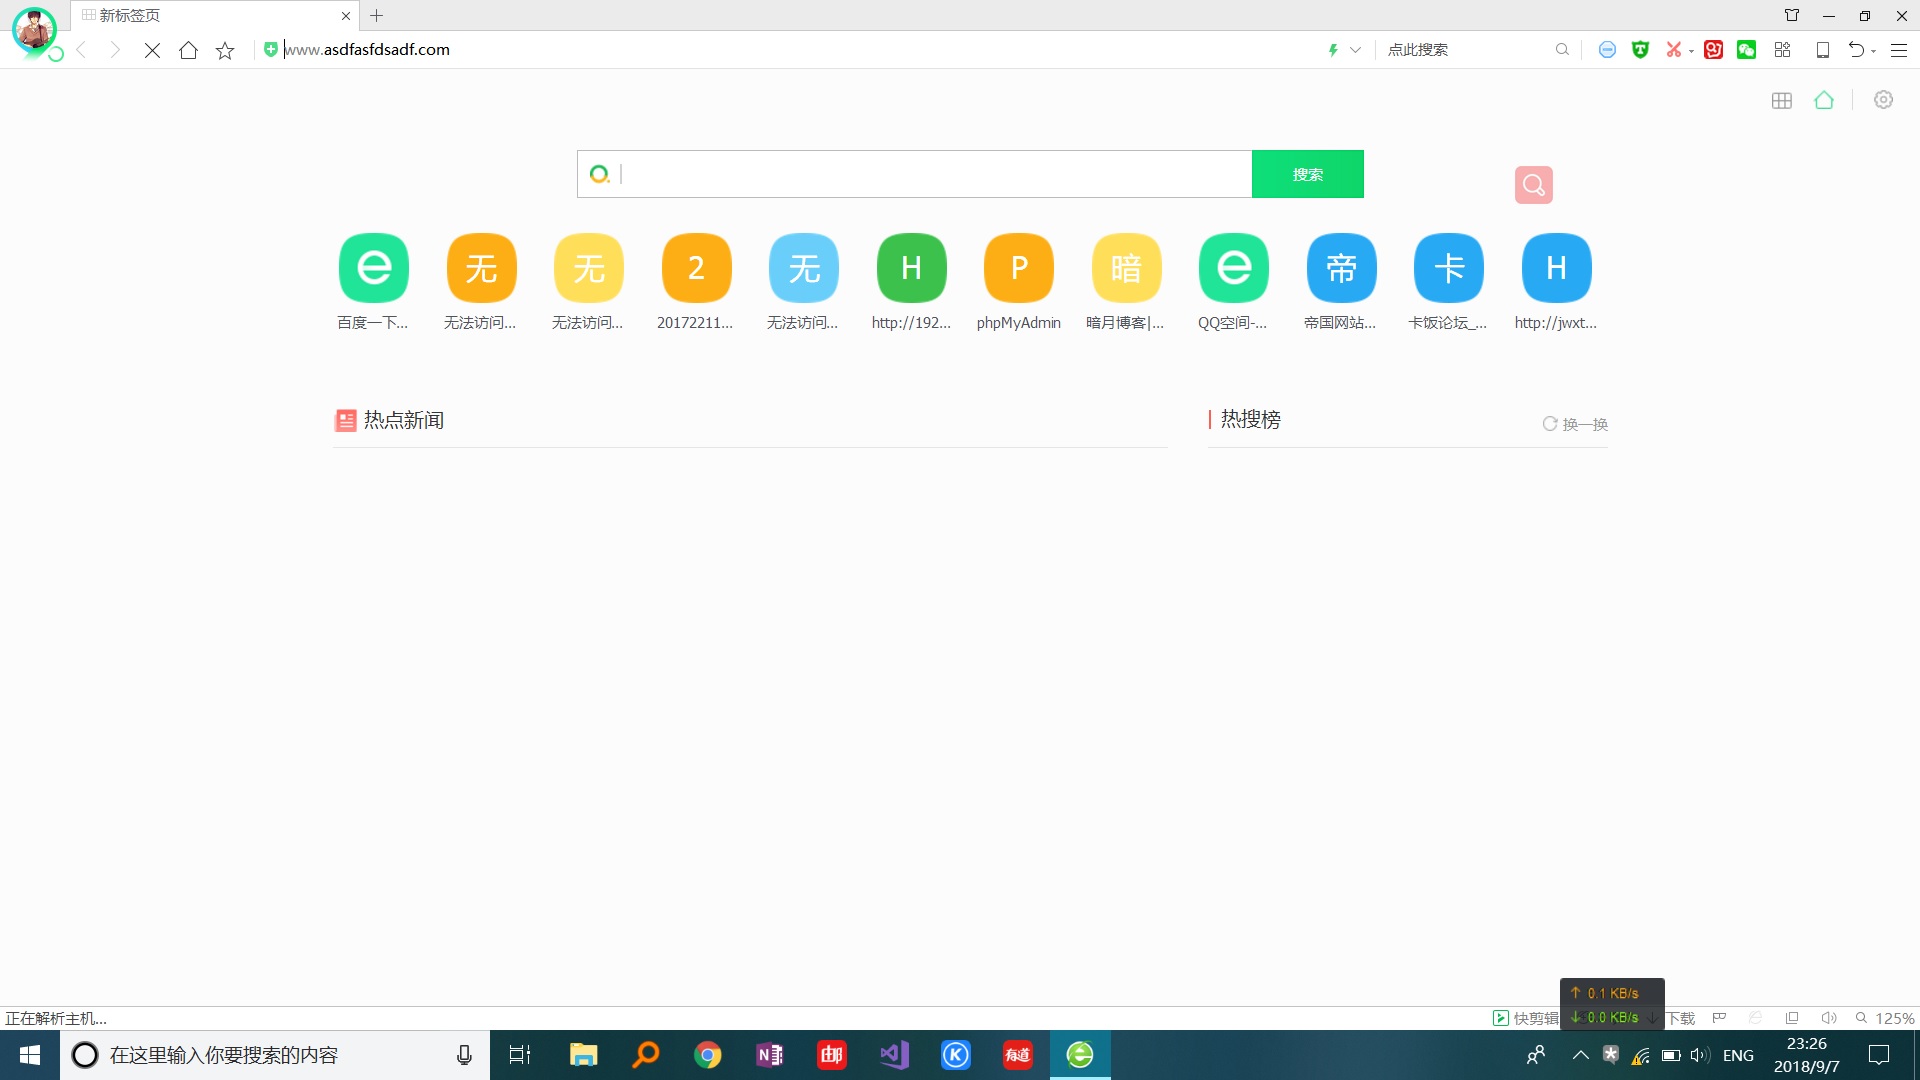 新标签页
www.asdfasfdsadf.com
点此搜索
搜索
无
无
2
无
H
P
暗
帝
卡
H
百度一下...
无法访问...
无法访问...
20172211...
无法访问...
http://192...
phpMyAdmin
暗月博客|...
QQ空间-...
帝国网站...
卡饭论坛_...
http://jwxt...
热点新闻
热搜榜
换一换
↑ 0.1 KB/s
正在解析主机...
快剪辑
↓ 0.0 KB/s
下载
125%
在这里输入你要搜索的内容
N
邮
K
有道
ENG
23:26
2018/9/7